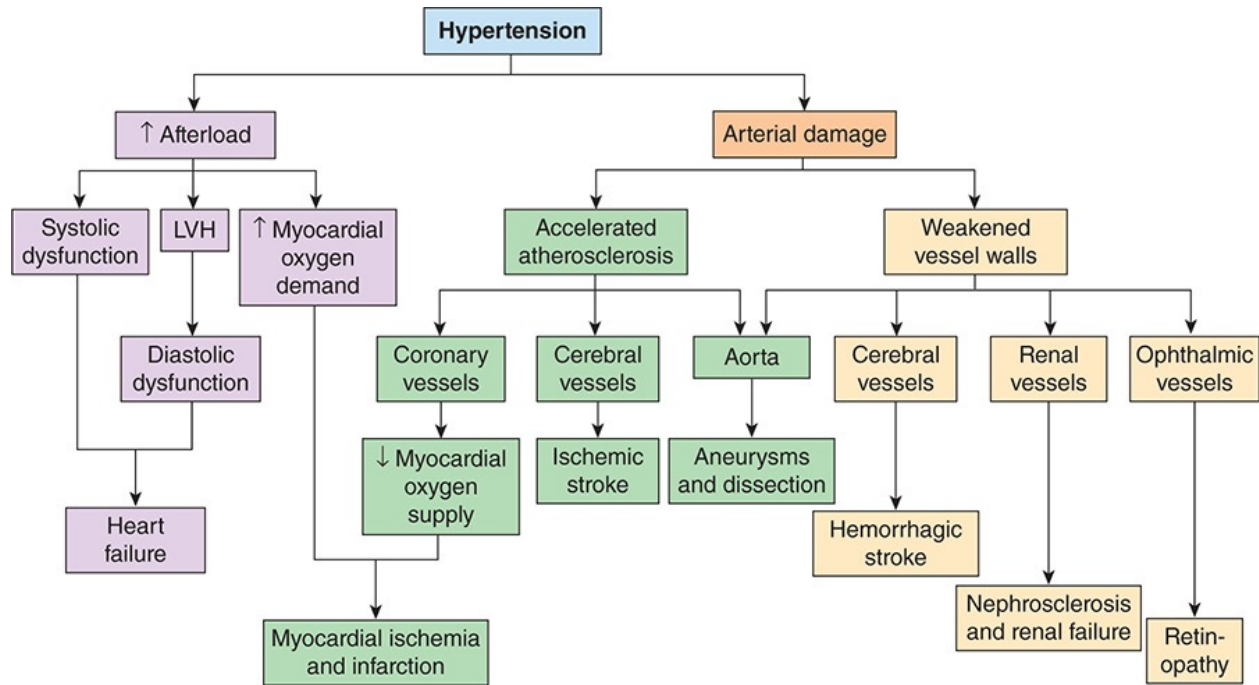 Hypertension
↑ Afterload
Arterial damage
Systolic
dysfunction
LVH
↑ Myocardial
oxygen
demand
Accelerated
atherosclerosis
Weakened
vessel walls
Diastolic
dysfunction
Coronary
vessels
Cerebral
vessels
Aorta
Cerebral
vessels
Renal
vessels
Ophthalmic
vessels
↓ Myocardial
oxygen
supply
Ischemic
stroke
Aneurysms
and dissection
Heart
failure
Hemorrhagic
stroke
Nephrosclerosis
and renal failure
Retin-
opathy
Myocardial ischemia
and infarction